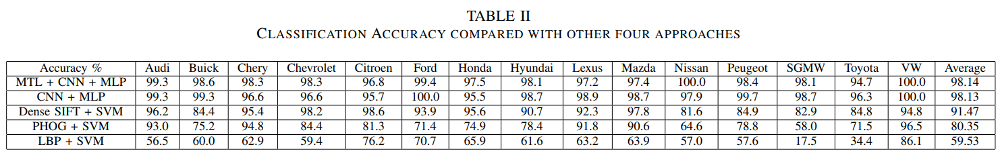 TABLE II
CLASSIFICATION ACCURACY COMPARED WITH OTHER FOUR APPROACHES
Accuracy % Audi Buick Chery Chevrolet Citroen Ford Honda Hyundai Lexus Mazda Nissan Peugeot SGMW Toyota VW Average
MTL + CNN + MLP 99.3 98.6 98.3 98.3 96.8 99.4 97.5 98.1 97.2 97.4 100.0 98.4 98.1 94.7 100.0 98.14
CNN + MLP 99.3 99.3 96.6 96.6 95.7 100.0 95.5 98.7 98.9 98.7 97.9 99.7 98.7 96.3 100.0 98.13
Dense SIFT + SVM 96.2 84.4 95.4 98.2 98.6 93.9 95.6 90.7 92.3 97.8 81.6 84.9 82.9 84.8 94.8 91.47
PHOG + SVM 93.0 75.2 94.8 84.4 81.3 71.4 74.9 78.4 91.8 90.6 64.6 78.8 58.0 71.5 96.5 80.35
LBP + SVM 56.5 60.0 62.9 59.4 76.2 70.7 65.9 61.6 63.2 63.9 57.0 57.6 17.5 34.4 86.1 59.53